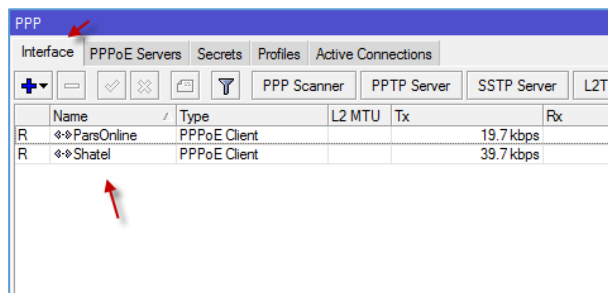 PPP
Interface PPPoE Servers Secrets Profiles Active Connections
PPP Scanner PPTP Server SSTP Server L2T
Name Type L2 MTU Tx Rx
R ParsOnline PPPoE Client 19.7 kbps
R Shatel PPPoE Client 39.7 kbps